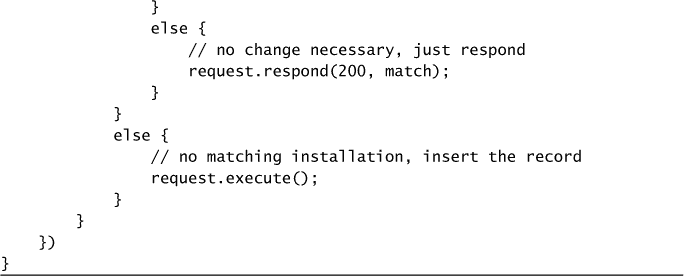 }
else {
// no change necessary, just respond
request.respond(200, match);
}
}
else {
// no matching installation, insert the record
request.execute();
}
}
})
}